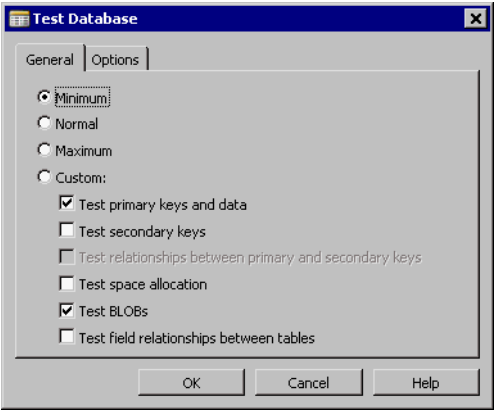 Test Database
General Options
Minimum
Normal
Maximum
Custom:
Test primary keys and data
Test secondary keys
Test relationships between primary and secondary keys
Test space allocation
Test BLOBs
Test field relationships between tables
OK Cancel Help